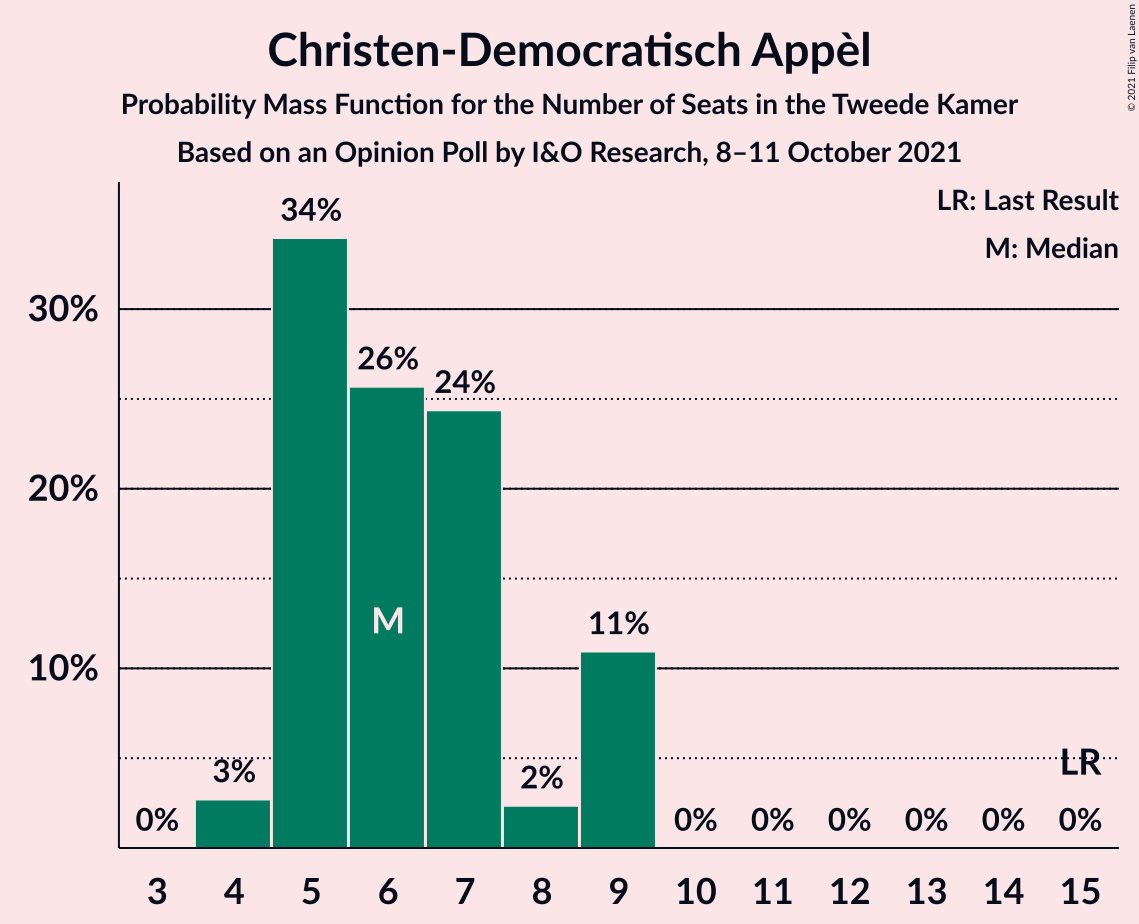 Christen-Democratisch Appèl
Probability Mass Function for the Number of Seats in the Tweede Kamer
Based on an Opinion Poll by I&O Research, 8–11 October 2021
© 2021 Filip van Laenen
LR: Last Result
M: Median
34%
30%
26%
24%
20%
M
11%
10%
LR
3%
2%
0%
0%
0%
0%
0%
0%
0%
3 4 5 6 7 8 9 10 11 12 13 14 15